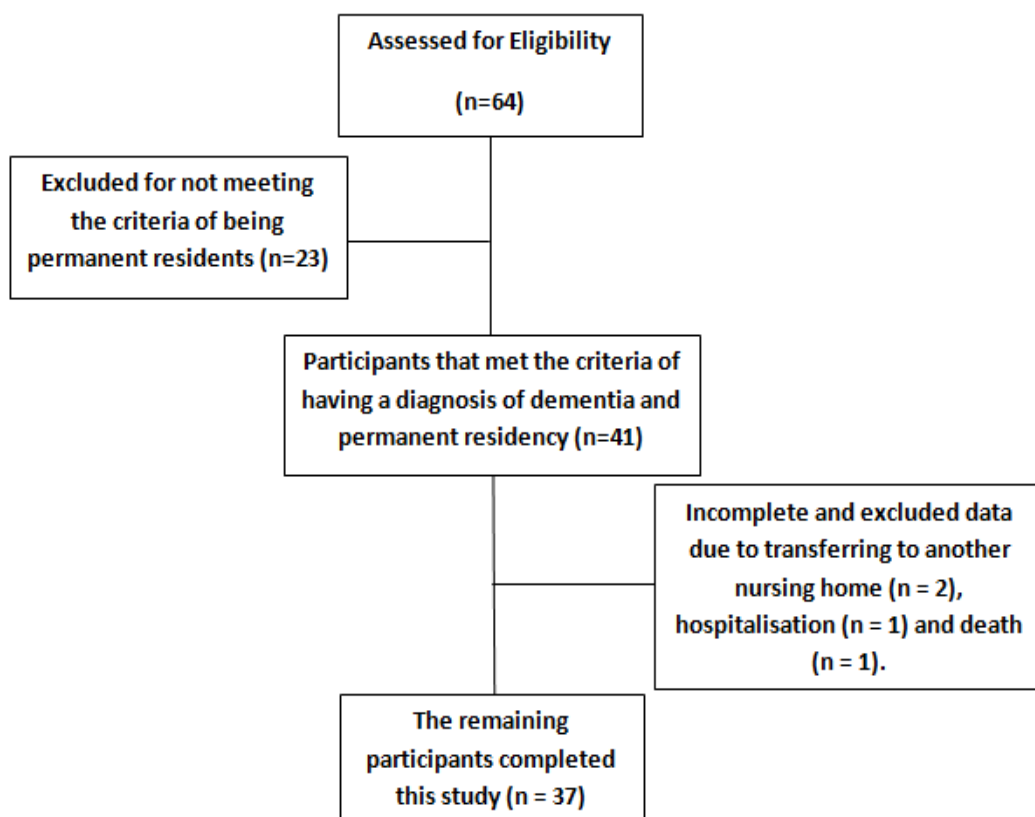 Assessed for Eligibility
(n=64)
Excluded for not meeting
the criteria of being
permanent residents (n=23)
Participants that met the criteria of
having a diagnosis of dementia and
permanent residency (n=41)
Incomplete and excluded data
due to transferring to another
nursing home (n = 2),
hospitalisation (n = 1) and death
(n = 1).
The remaining
participants completed
this study (n = 37)